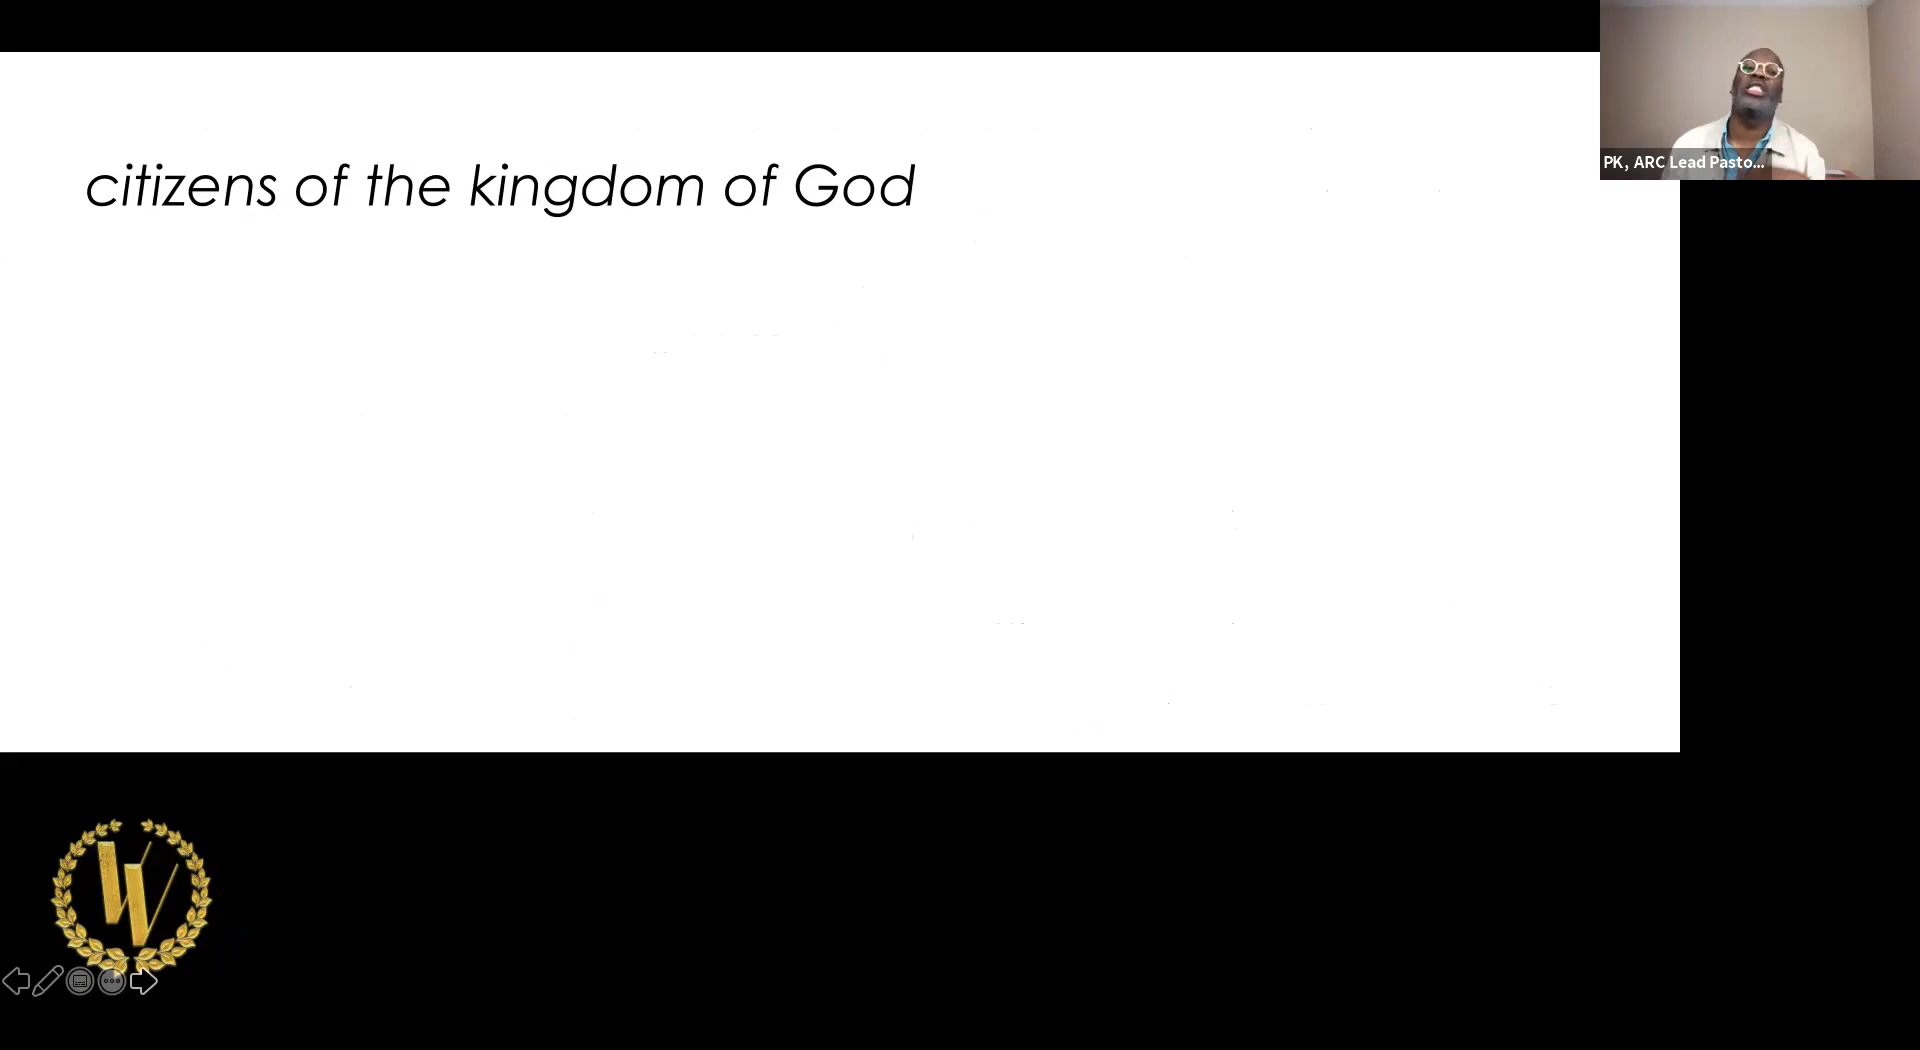 citizens of the kingdom of God
PK, ARC Lead Pasto...
W